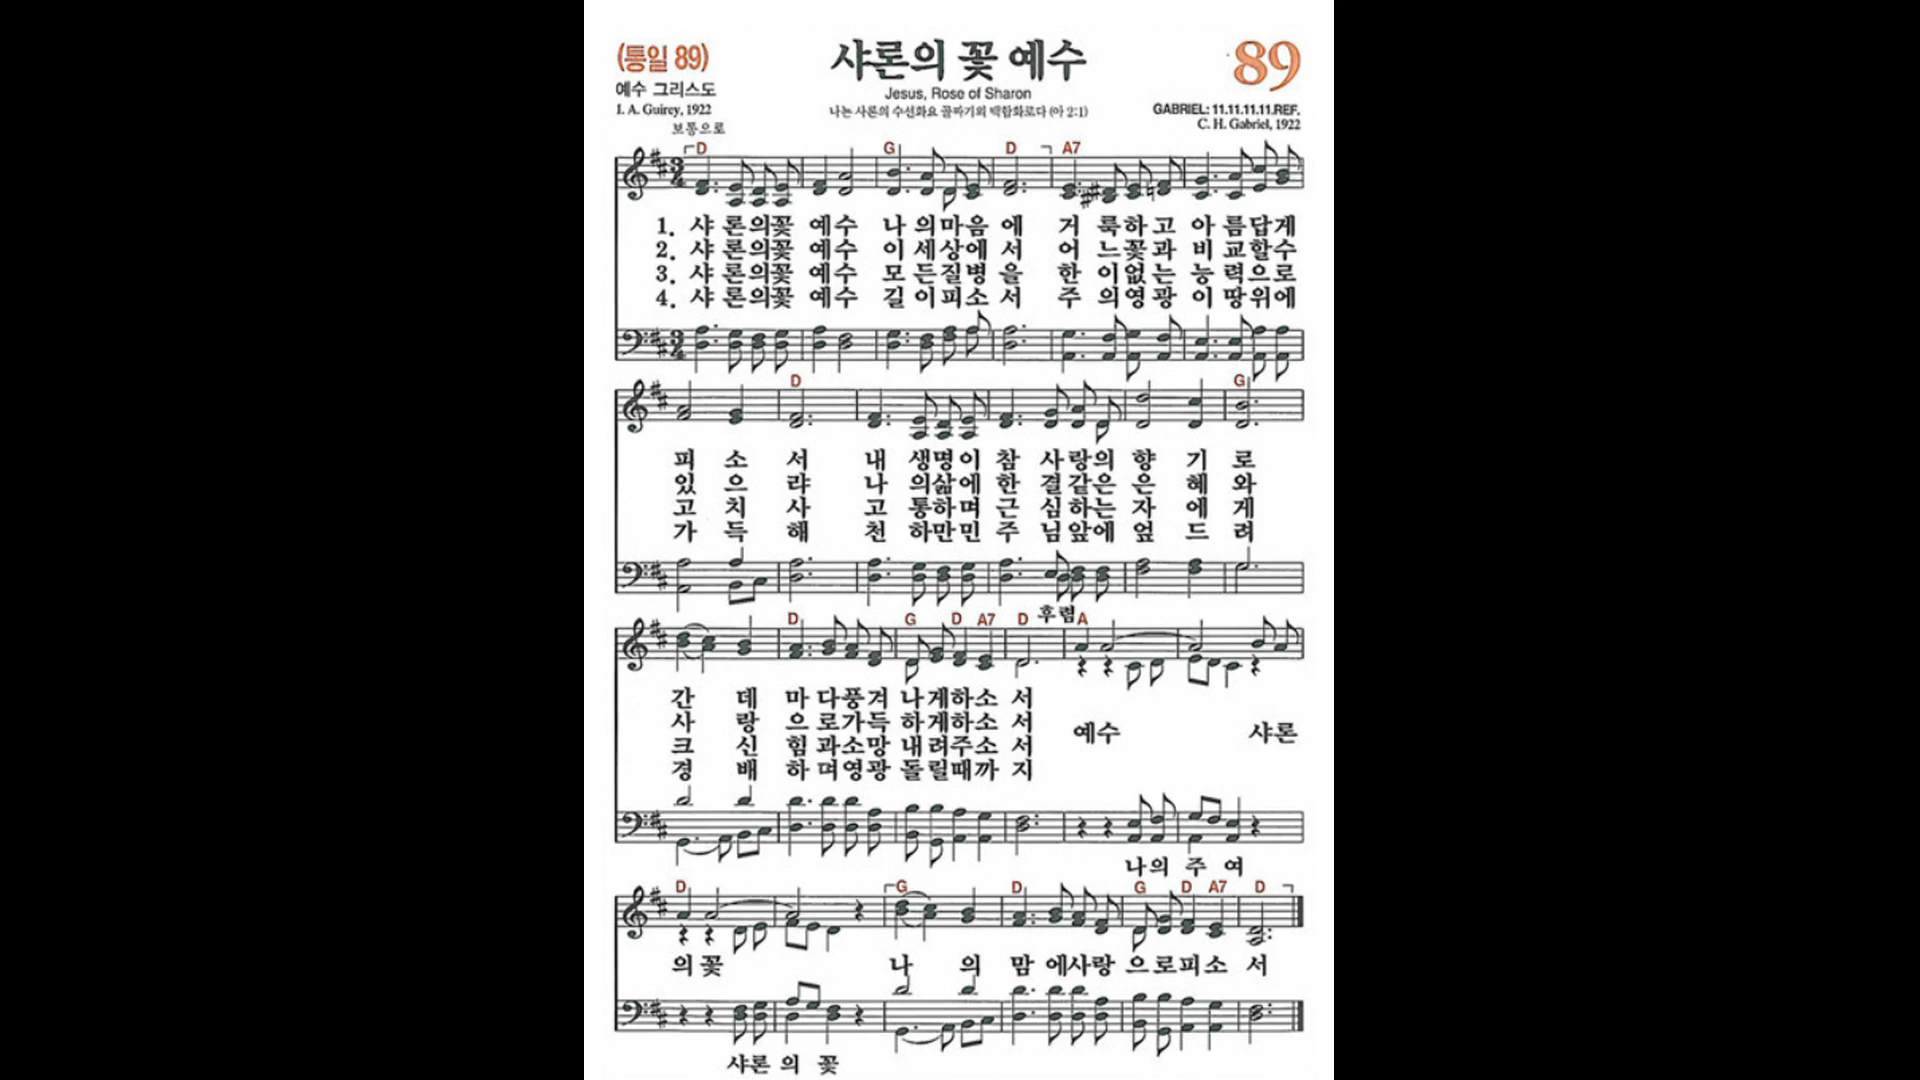 (통일 89)
샤론의 꽃 예수
89
예수 그리스도
Jesus, Rose of Sharon
I. A. Guirey, 1922
나는 사론의 수선화요 골짜기의 백합화로다 (아 2:1)
GABRIEL: 11.11.11.11.REF.
C. H. Gabriel, 1922
보통으로
D G D A7
1. 샤 론의꽃 예수 나 의마음 에 거 룩하고 아 름답게
2. 샤 론의꽃 예수 이 세상에 서 어 느꽃과 비 교할수
3. 샤 론의꽃 예수 모 든질병 을 한 이없는 능 력으로
4. 샤 론의꽃 예수 길 이피소 서 주 의영광 이 땅위에
D G
피 소 서 내 생명이 참 사랑의 향 기 로
있 으 랴 나 의삶에 한 결같은 은 혜 와
고 치 사 고 통하며 근 심하는 자 에 게
가 득 해 천 하만민 주 님앞에 엎 드 려
후렴
D G D A7 D A
간 데 마 다풍겨 나게하소 서
사 랑 으 로가득 하게하소 서
크 신 힘 과소망 내려주소 서
경 배 하 며영광 돌릴때까 지
예수 샤론
나의 주 여
D G D G D A7 D
의꽃 나 의 맘 에사랑 으로피소 서
샤론 의 꽃